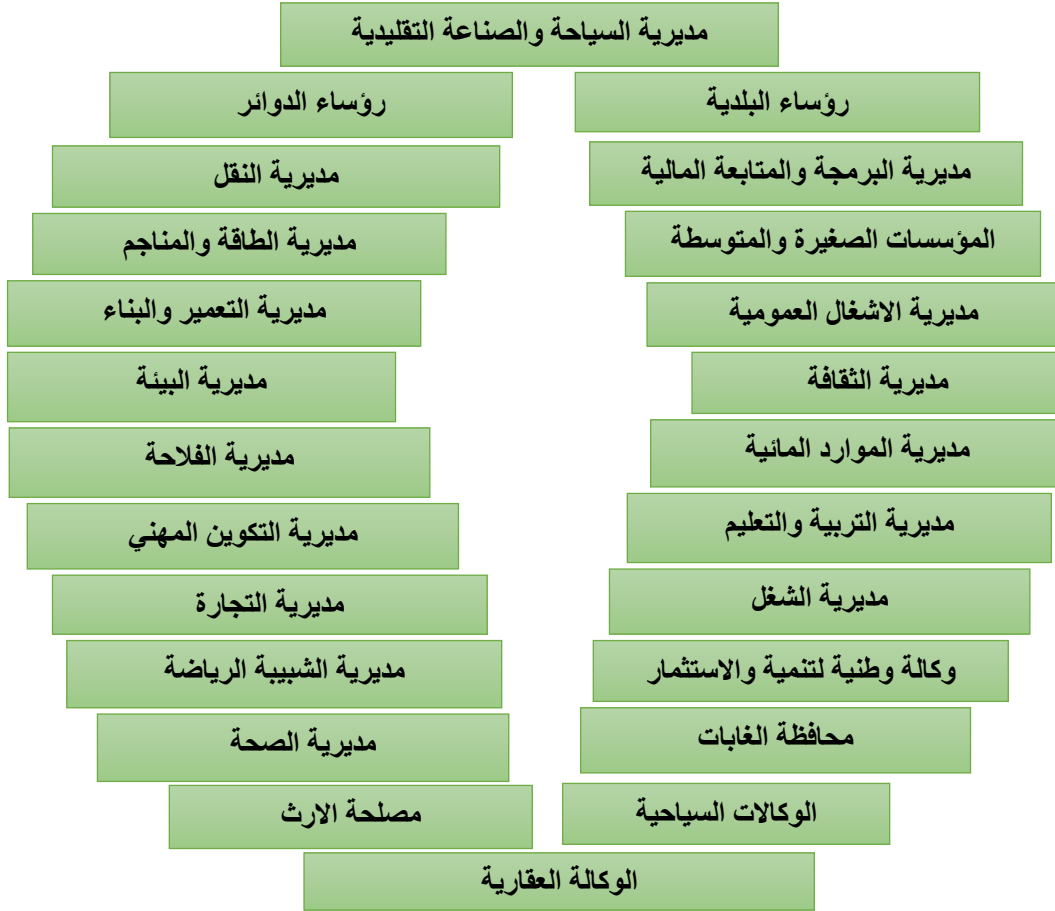 مديرية السياحة والصناعة التقليدية
رؤساء البلدية
رؤساء الدوائر
مديرية البرمجة والمتابعة المالية
مديرية النقل
المؤسسات الصغيرة والمتوسطة
مديرية الطاقة والمناجم
مديرية الاشغال العمومية
مديرية التعمير والبناء
مديرية الثقافة
مديرية البيئة
مديرية الموارد المائية
مديرية الفلاحة
مديرية التربية والتعليم
مديرية التكوين المهني
مديرية الشغل
مديرية التجارة
وكالة وطنية لتنمية والاستثمار
مديرية الشبيبة الرياضة
محافظة الغابات
مديرية الصحة
الوكالات السياحية
مصلحة الارث
الوكالة العقارية